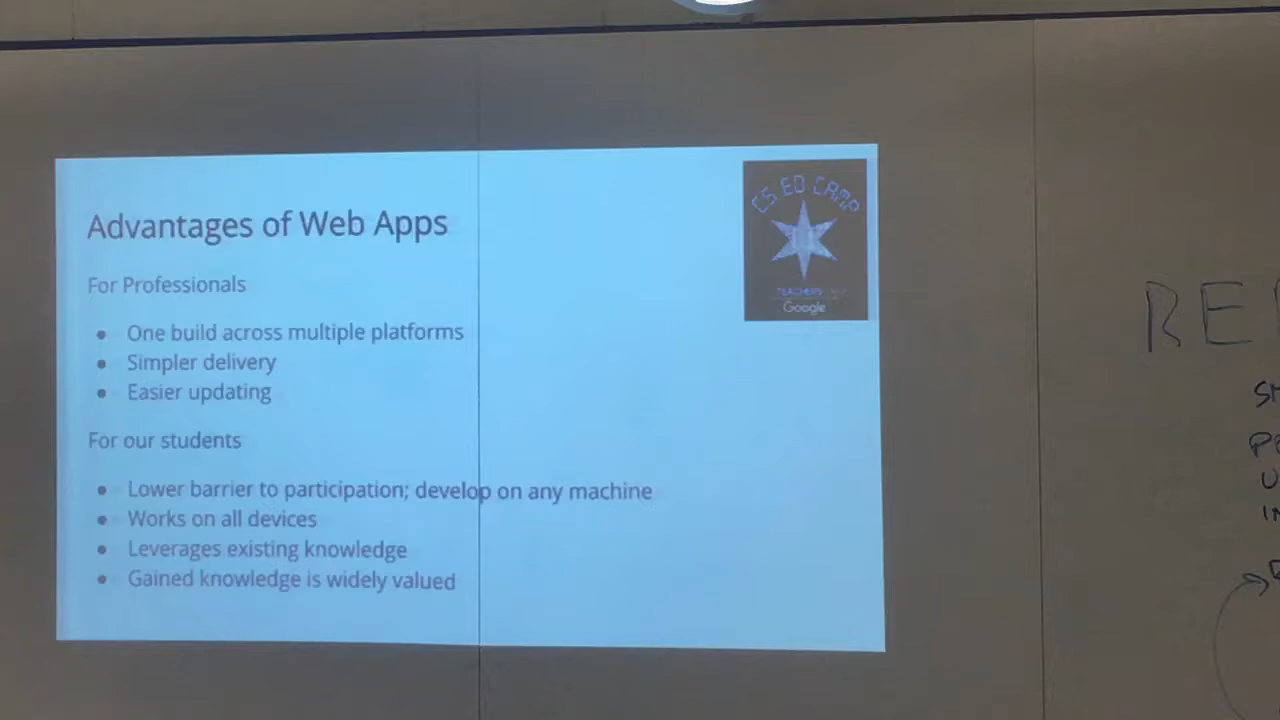 CS ED CAMP
TEACHERS
Google
Advantages of Web Apps
For Professionals
One build across multiple platforms
Simpler delivery
Easier updating
For our students
Lower barrier to participation; develop on any machine
Works on all devices
Leverages existing knowledge
Gained knowledge is widely valued
RE